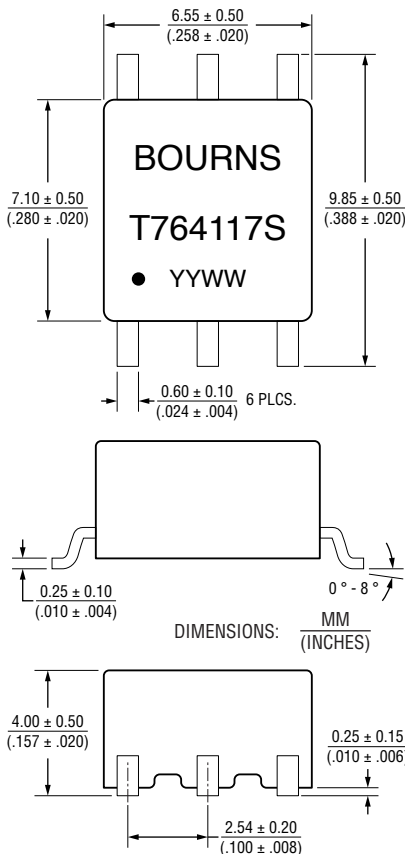 6.55 ± 0.50
(.258 ± .020)
BOURNS
7.10 ± 0.50
(.280 ± .020)
9.85 ± 0.50
(.388 ± .020)
T764117S
● YYWW
0.60 ± 0.10
(.024 ± .004)
6 PLCS.
0.25 ± 0.10
(.010 ± .004)
0 ° - 8 °
DIMENSIONS:
MM
(INCHES)
4.00 ± 0.50
(.157 ± .020)
0.25 ± 0.15
(.010 ± .006)
2.54 ± 0.20
(.100 ± .008)